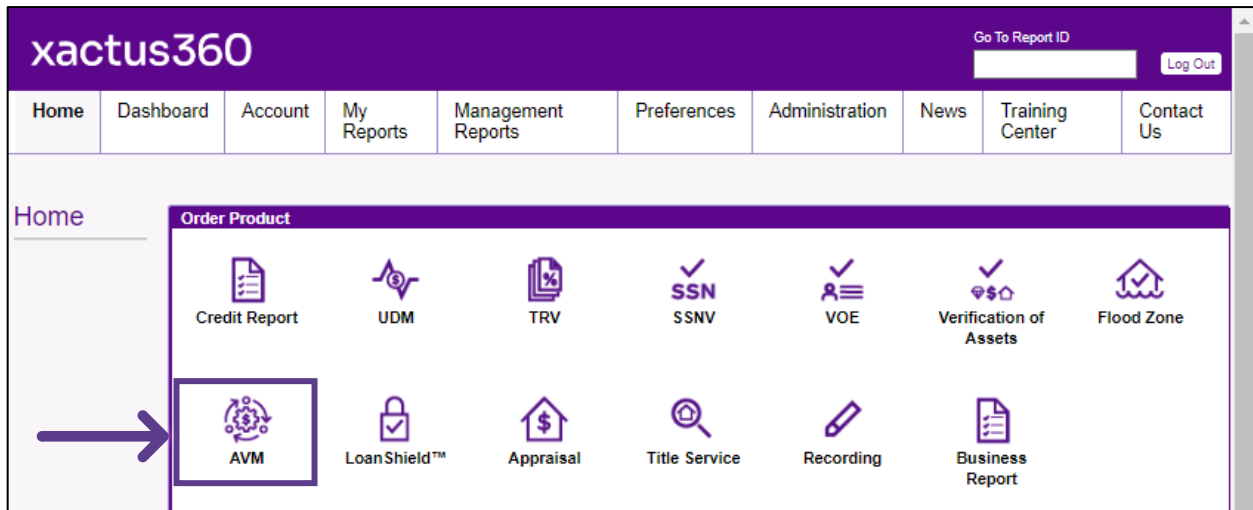 xactus360
Go To Report ID
Log Out
Home
Dashboard
Account
My
Reports
Management
Reports
Preferences
Administration
News
Training
Center
Contact
Us
Home
Order Product
SSN
Credit Report
UDM
TRV
SSNV
VOE
Verification of
Assets
Flood Zone
AVM
LoanShield™
Appraisal
Title Service
Recording
Business
Report